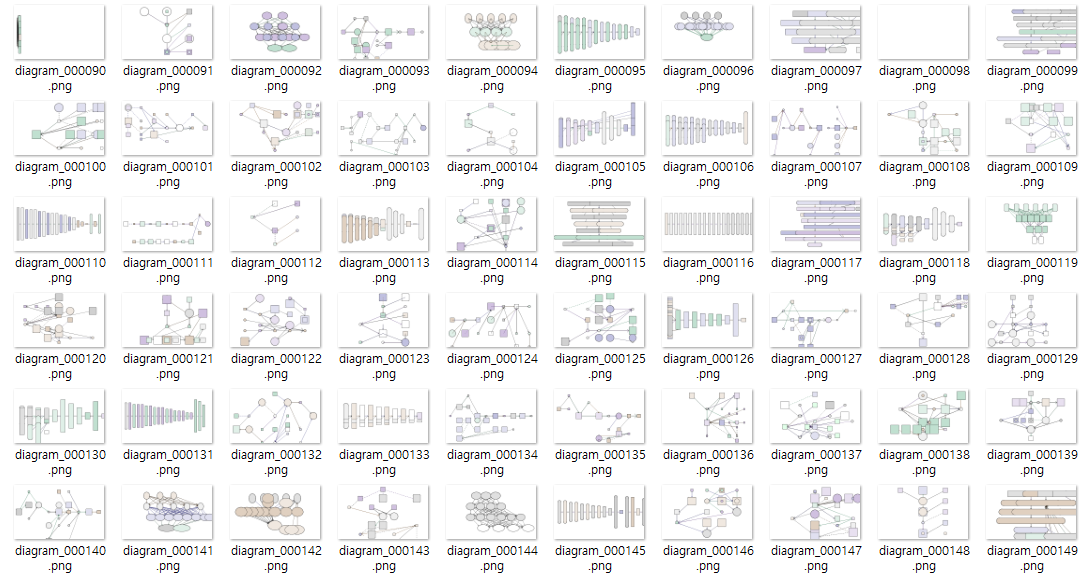 diagram_000090 diagram_000091 diagram_000092 diagram_000093 diagram_000094 diagram_000095 diagram_000096 diagram_000097 diagram_000098 diagram_000099
.png .png .png .png .png .png .png .png .png .png
diagram_000100 diagram_000101 diagram_000102 diagram_000103 diagram_000104 diagram_000105 diagram_000106 diagram_000107 diagram_000108 diagram_000109
.png .png .png .png .png .png .png .png .png .png
diagram_000110 diagram_000111 diagram_000112 diagram_000113 diagram_000114 diagram_000115 diagram_000116 diagram_000117 diagram_000118 diagram_000119
.png .png .png .png .png .png .png .png .png .png
diagram_000120 diagram_000121 diagram_000122 diagram_000123 diagram_000124 diagram_000125 diagram_000126 diagram_000127 diagram_000128 diagram_000129
.png .png .png .png .png .png .png .png .png .png
diagram_000130 diagram_000131 diagram_000132 diagram_000133 diagram_000134 diagram_000135 diagram_000136 diagram_000137 diagram_000138 diagram_000139
.png .png .png .png .png .png .png .png .png .png
diagram_000140 diagram_000141 diagram_000142 diagram_000143 diagram_000144 diagram_000145 diagram_000146 diagram_000147 diagram_000148 diagram_000149
.png .png .png .png .png .png .png .png .png .png